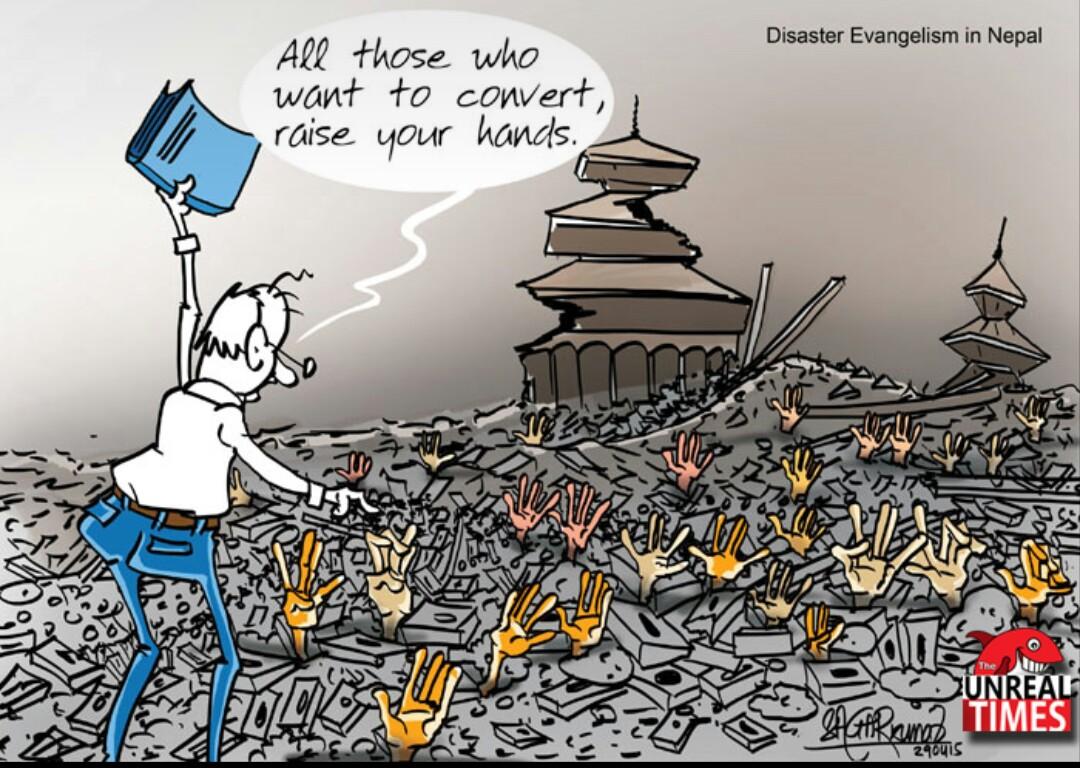 Disaster Evangelism in Nepal
All those who
want to convert,
raise your hands.
The
UNREAL
TIMES
290415